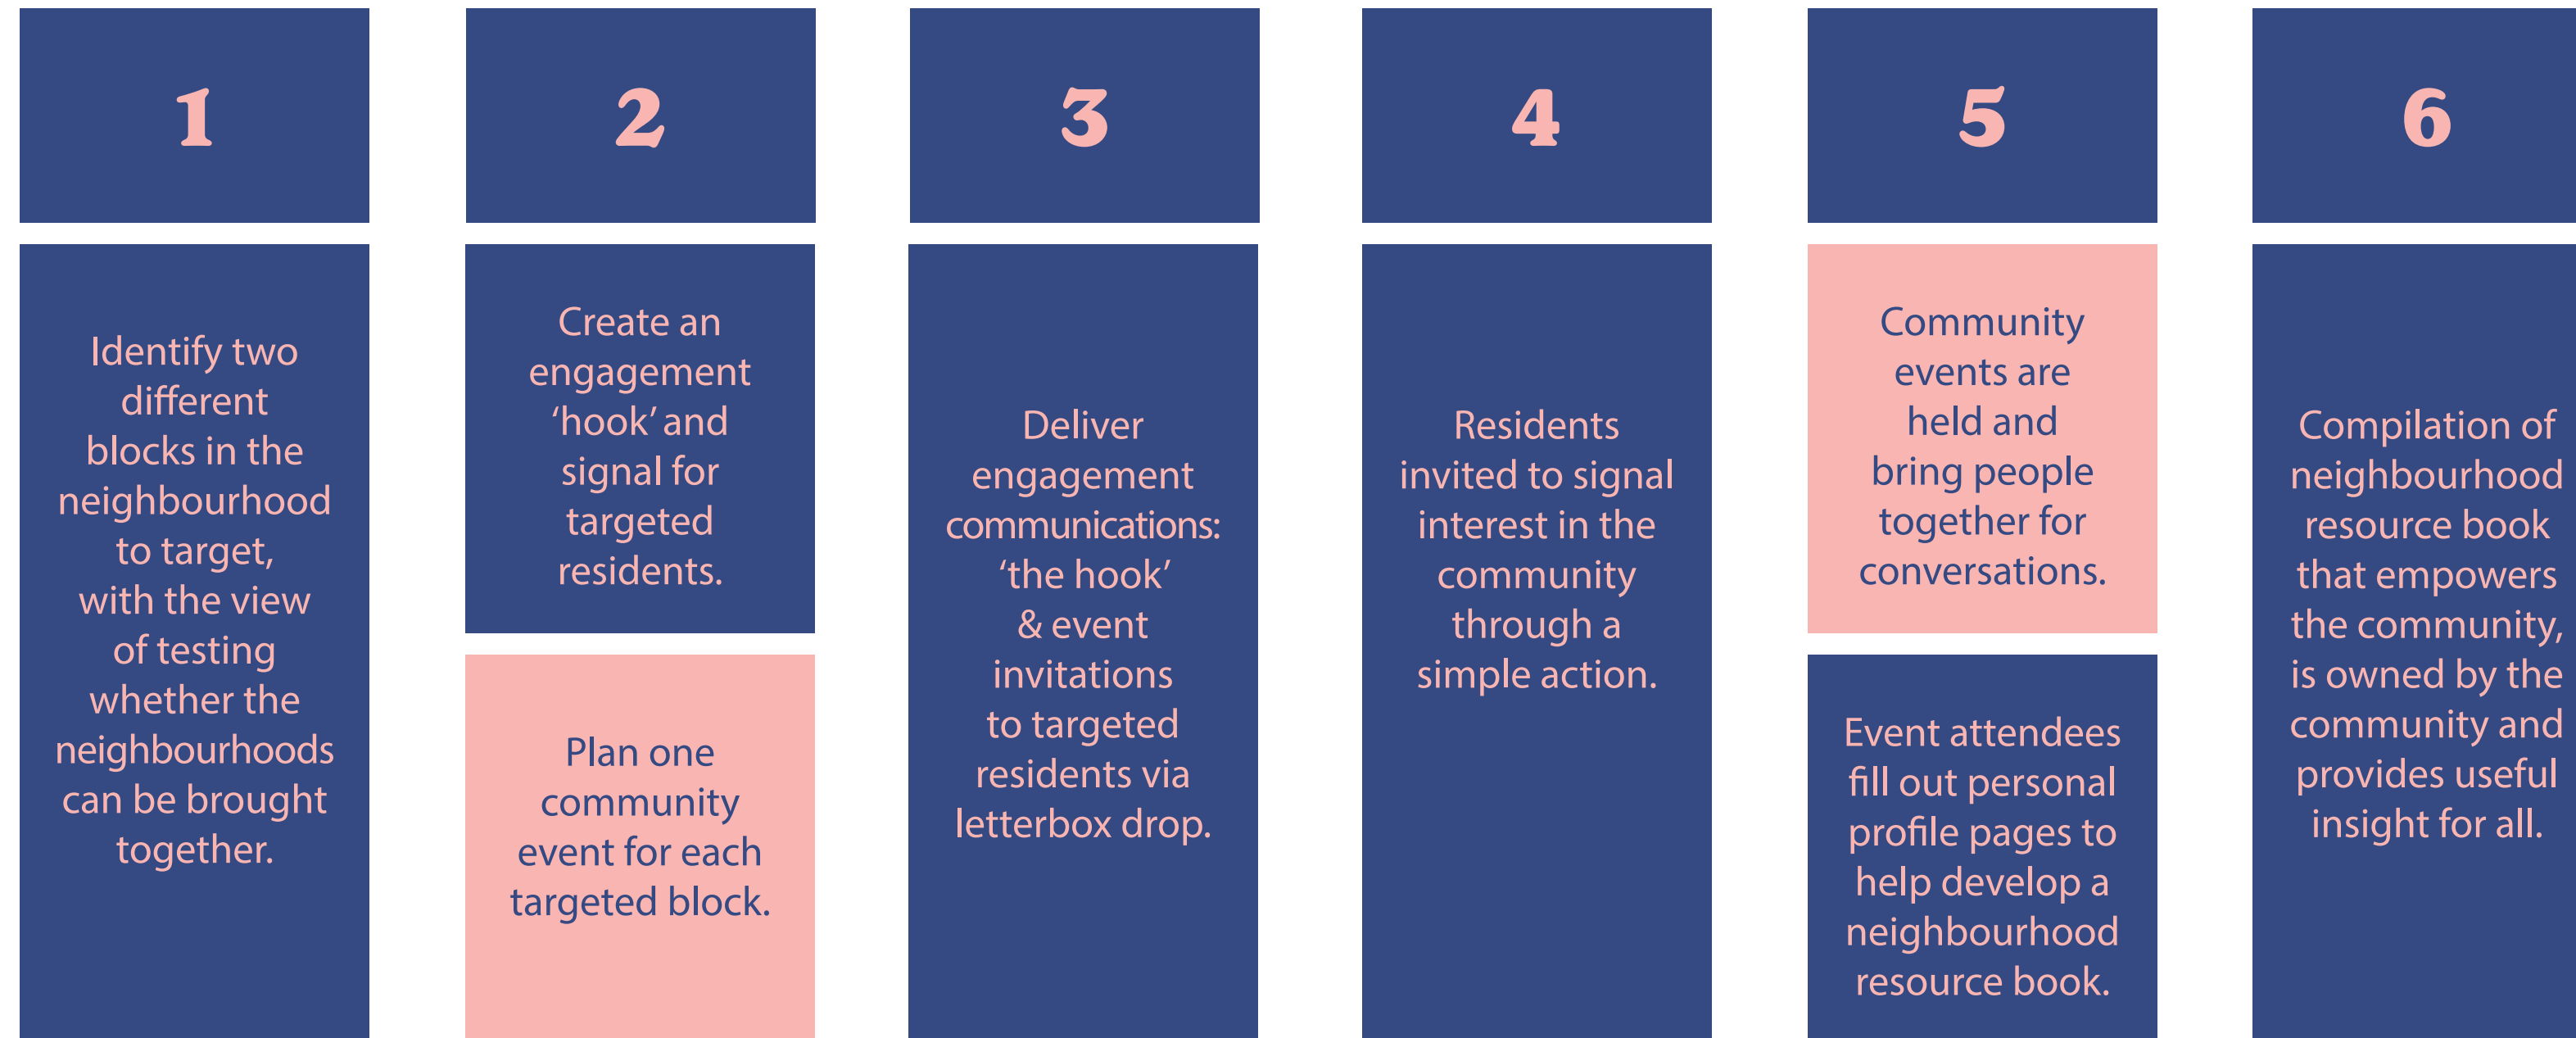 1
Identify two
different
blocks in the
neighbourhood
to target,
with the view
of testing
whether the
neighbourhoods
can be brought
together.
2
Create an
engagement
‘hook’ and
signal for
targeted
residents.
Plan one
community
event for each
targeted block.
3
Deliver
engagement
communications:
‘the hook’
& event
invitations
to targeted
residents via
letterbox drop.
4
Residents
invited to signal
interest in the
community
through a
simple action.
5
Community
events are
held and
bring people
together for
conversations.
Event attendees
fill out personal
profile pages to
help develop a
neighbourhood
resource book.
6
Compilation of
neighbourhood
resource book
that empowers
the community,
is owned by the
community and
provides useful
insight for all.